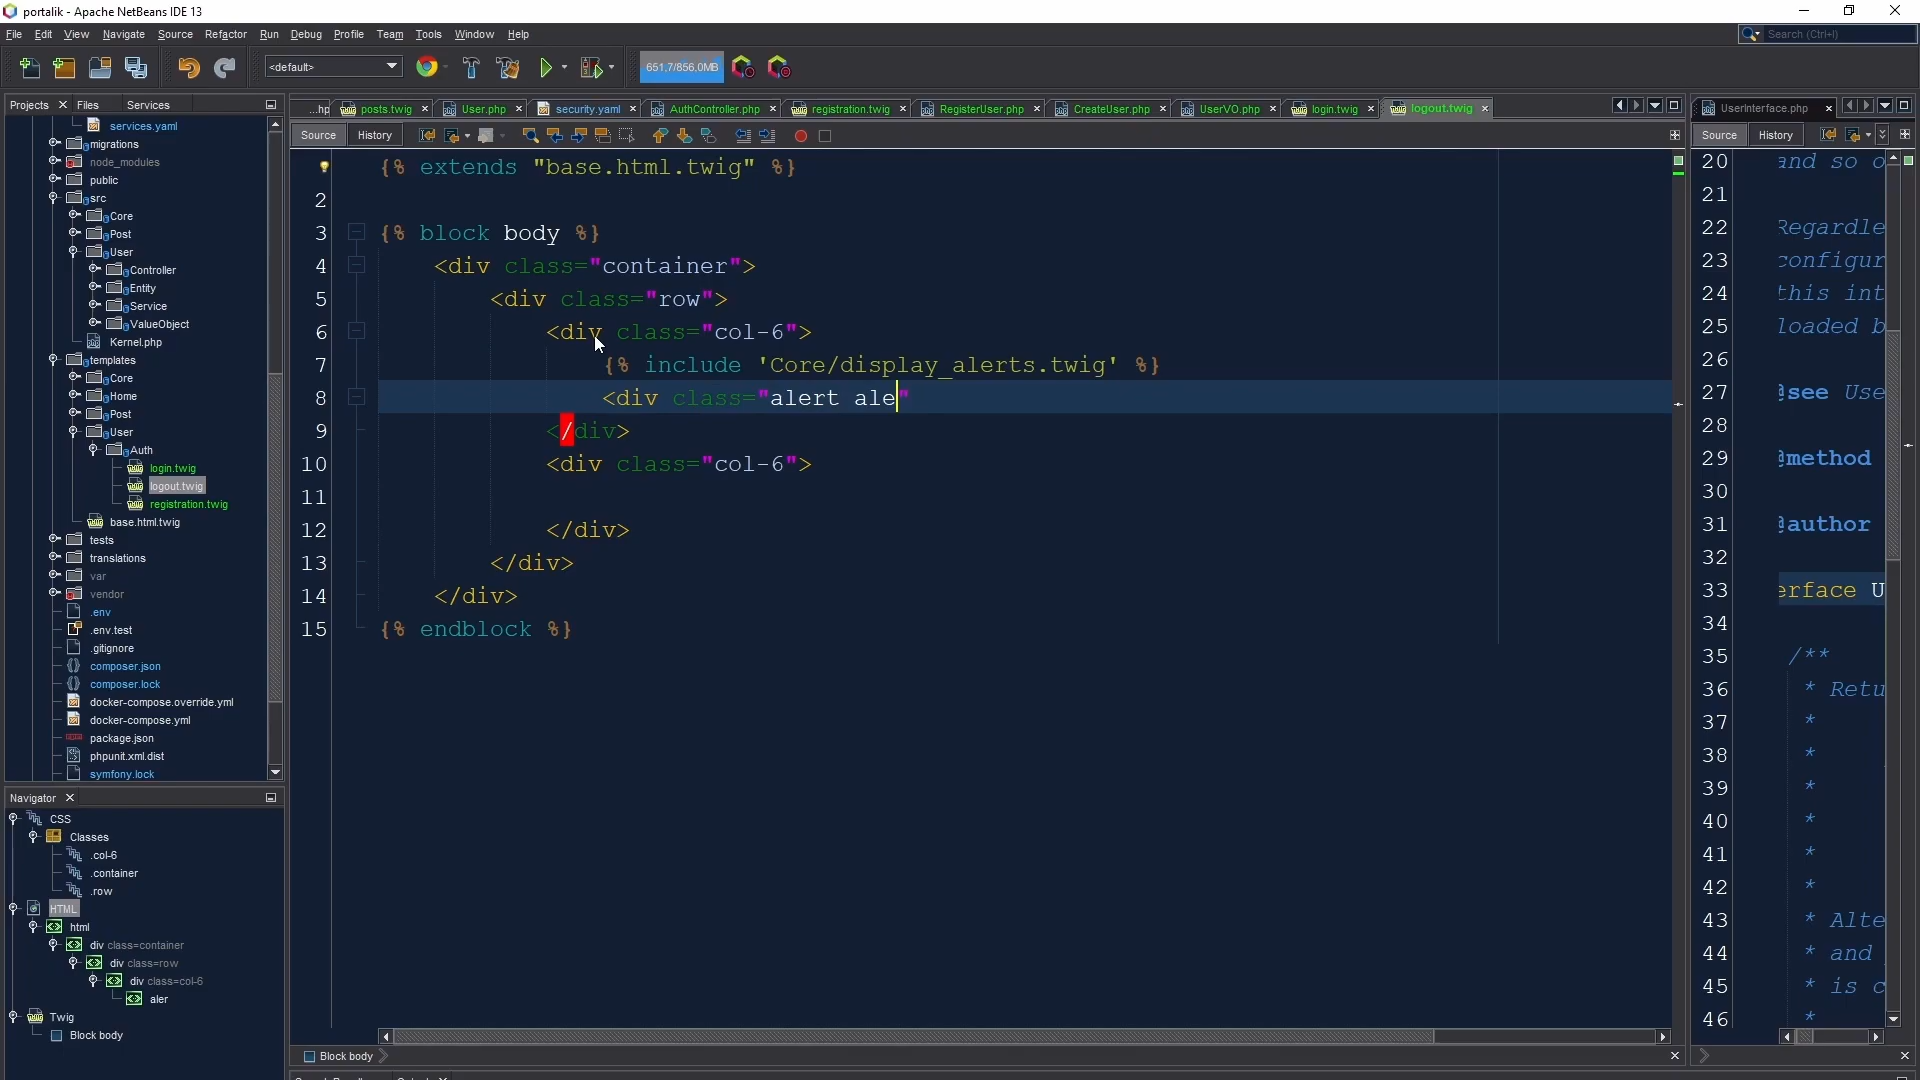 portalik - Apache NetBeans IDE 13
File Edit View Navigate Source Refactor Run Debug Profile Team Tools Window Help
Search (Ctrl+I)
<default>
651,7/856,0MB
Projects Files Services
...hp posts.twig User.php security.yaml AuthController.php registration.twig RegisterUser.php CreateUser.php UserVO.php login.twig logout.twig
UserInterface.php
Source History
Source History
services.yaml
migrations
node_modules
public
src
Core
Post
User
Controller
Entity
Service
ValueObject
Kernel.php
templates
Core
Home
Post
User
Auth
login.twig
logout.twig
registration.twig
base.html.twig
tests
translations
var
vendor
.env
.env.test
.gitignore
composer.json
composer.lock
docker-compose.override.yml
docker-compose.yml
package.json
phpunit.xml.dist
symfony.lock
Navigator
CSS
Classes
.col-6
.container
.row
HTML
html
div class=container
div class=row
div class=col-6
aler
Twig
Block body
{% extends "base.html.twig" %}
2
3 {% block body %}
4 <div class="container">
5 <div class="row">
6 <div class="col-6">
7 {% include 'Core/display_alerts.twig' %}
8 <div class="alert ale"
9 </div>
10 <div class="col-6">
11
12 </div>
13 </div>
14 </div>
15 {% endblock %}
Block body
20 and so o
21
22 Regardle
23 configur
24 this int
25 loaded b
26
27 @see Use
28
29 @method
30
31 @author
32
33 erface U
34
35 /**
36 * Retu
37 *
38 *
39 *
40 *
41 *
42 *
43 * Alte
44 * and
45 * is c
46 *